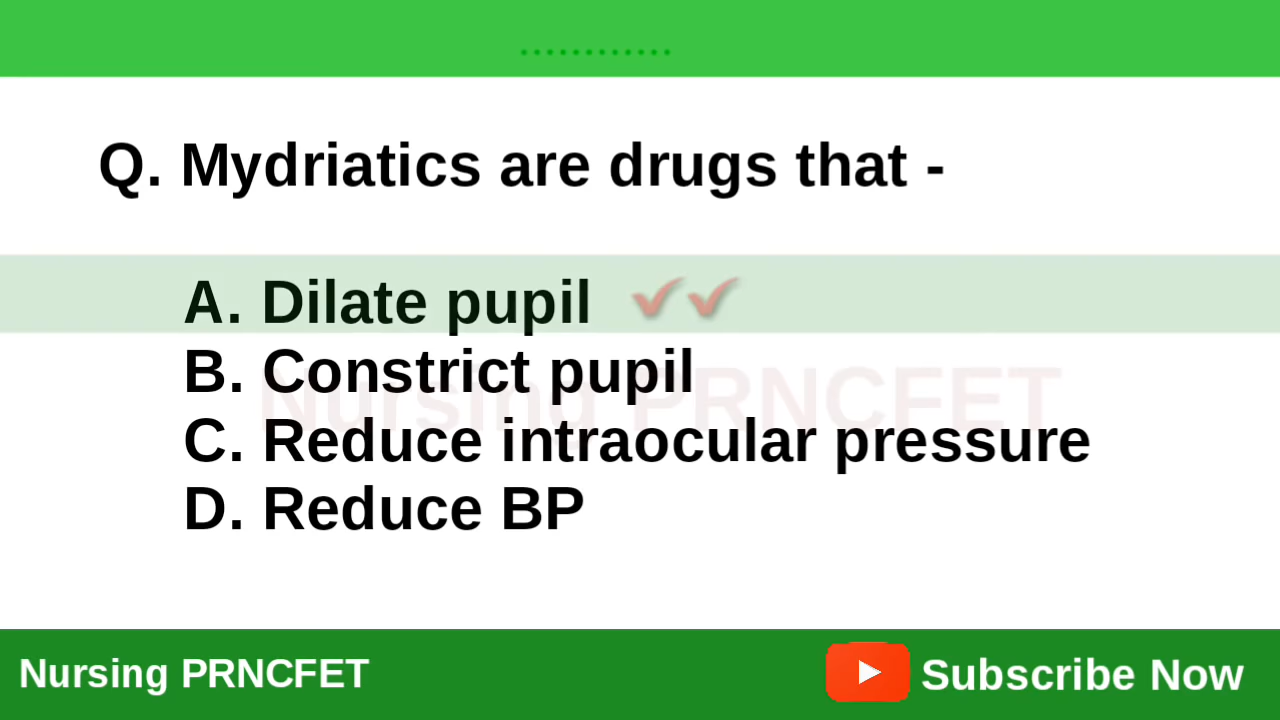 Q. Mydriatics are drugs that -
A. Dilate pupil
B. Constrict pupil
Nursing PRNCFET
C. Reduce intraocular pressure
D. Reduce BP
Nursing PRNCFET
Subscribe Now